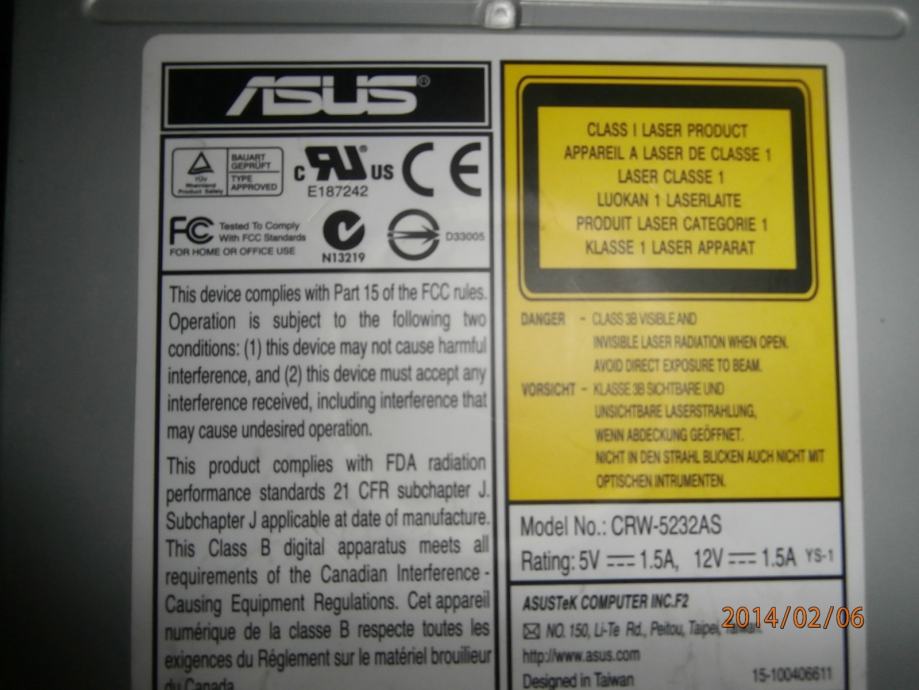 ASUS®
TÜV
Rheinland
Product Safety
BAUART
GEPRÜFT
TYPE
APPROVED
C RU® US
E187242
CE
FC Tested To Comply
With FCC Standards
FOR HOME OR OFFICE USE
N13219
D33005
This device complies with Part 15 of the FCC rules.
Operation is subject to the following two
conditions: (1) this device may not cause harmful
interference, and (2) this device must accept any
interference received, including interference that
may cause undesired operation.
This product complies with FDA radiation
performance standards 21 CFR subchapter J.
Subchapter J applicable at date of manufacture.
This Class B digital apparatus meets all
requirements of the Canadian Interference-
Causing Equipment Regulations. Cet appareil
numérique de la classe B respecte toutes les
exigences du Réglement sur le matériel brouilleur
du Canada.
CLASS I LASER PRODUCT
APPAREIL A LASER DE CLASSE 1
LASER CLASSE 1
LUOKAN 1 LASERLAITE
PRODUIT LASER CATEGORIE 1
KLASSE 1 LASER APPARAT
DANGER - CLASS 3B VISIBLE AND
INVISIBLE LASER RADIATION WHEN OPEN.
AVOID DIRECT EXPOSURE TO BEAM.
VORSICHT - KLASSE 3B SICHTBARE UND
UNSICHTBARE LASERSTRAHLUNG,
WENN ABDECKUNG GEÖFFNET.
NICHT IN DEN STRAHL BLICKEN AUCH NICHT MIT
OPTISCHEN INTRUMENTEN.
Model No.: CRW-5232AS
Rating: 5V ⎓ 1.5A, 12V ⎓ 1.5A YS-1
ASUSTeK COMPUTER INC.F2
NO. 150, Li-Te Rd., Peitou, Taipei, Taiwan.
http://www.asus.com
Designed in Taiwan
15-100406611
2014/02/06